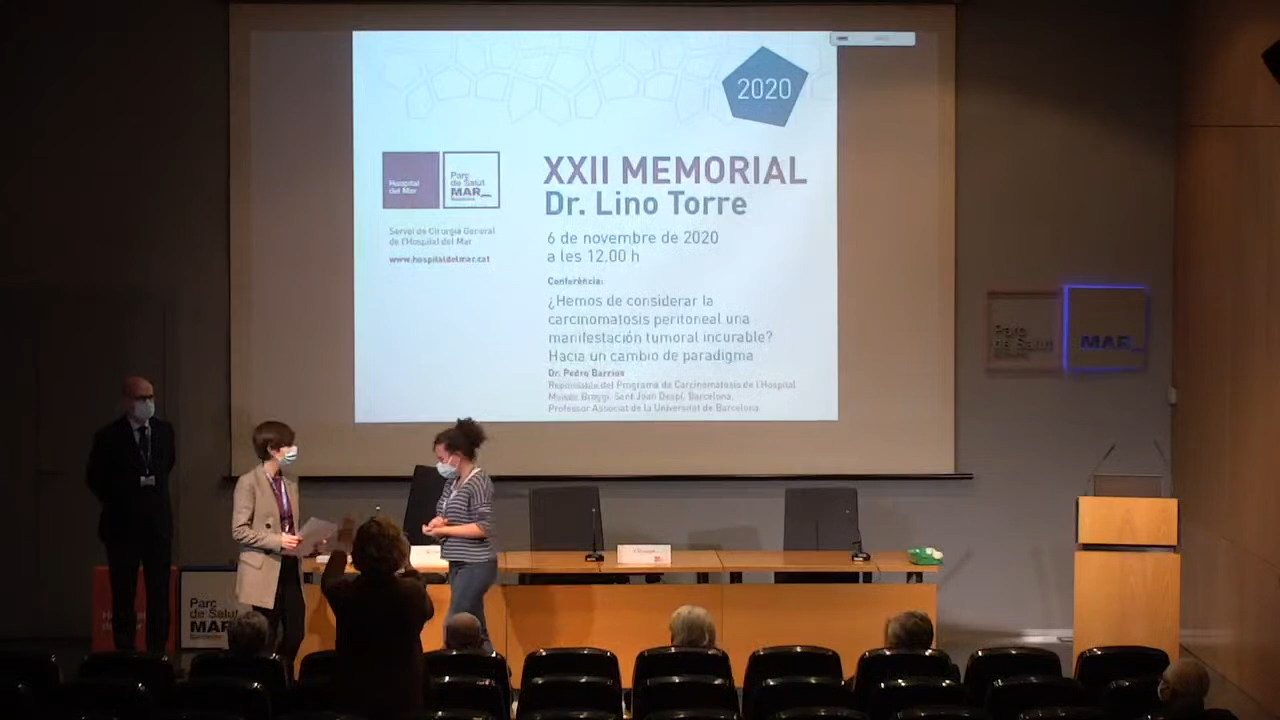 2020
Hospital
del Mar
Parc
de Salut
MAR
Barcelona
XXII MEMORIAL
Dr. Lino Torre
Servei de Cirurgia General
de l'Hospital del Mar
www.hospitaldelmar.cat
6 de novembre de 2020
a les 12.00 h
Conferència:
¿Hemos de considerar la
carcinomatosis peritoneal una
manifestación tumoral incurable?
Hacia un cambio de paradigma
Dr. Pedro Barrios
Responsable del Programa de Carcinomatosis de l'Hospital
Moisès Broggi. Sant Joan Despí. Barcelona.
Professor Associat de la Universitat de Barcelona.
Parc
de Salut
MAR
Parc
de Salut
MAR
Barcelona